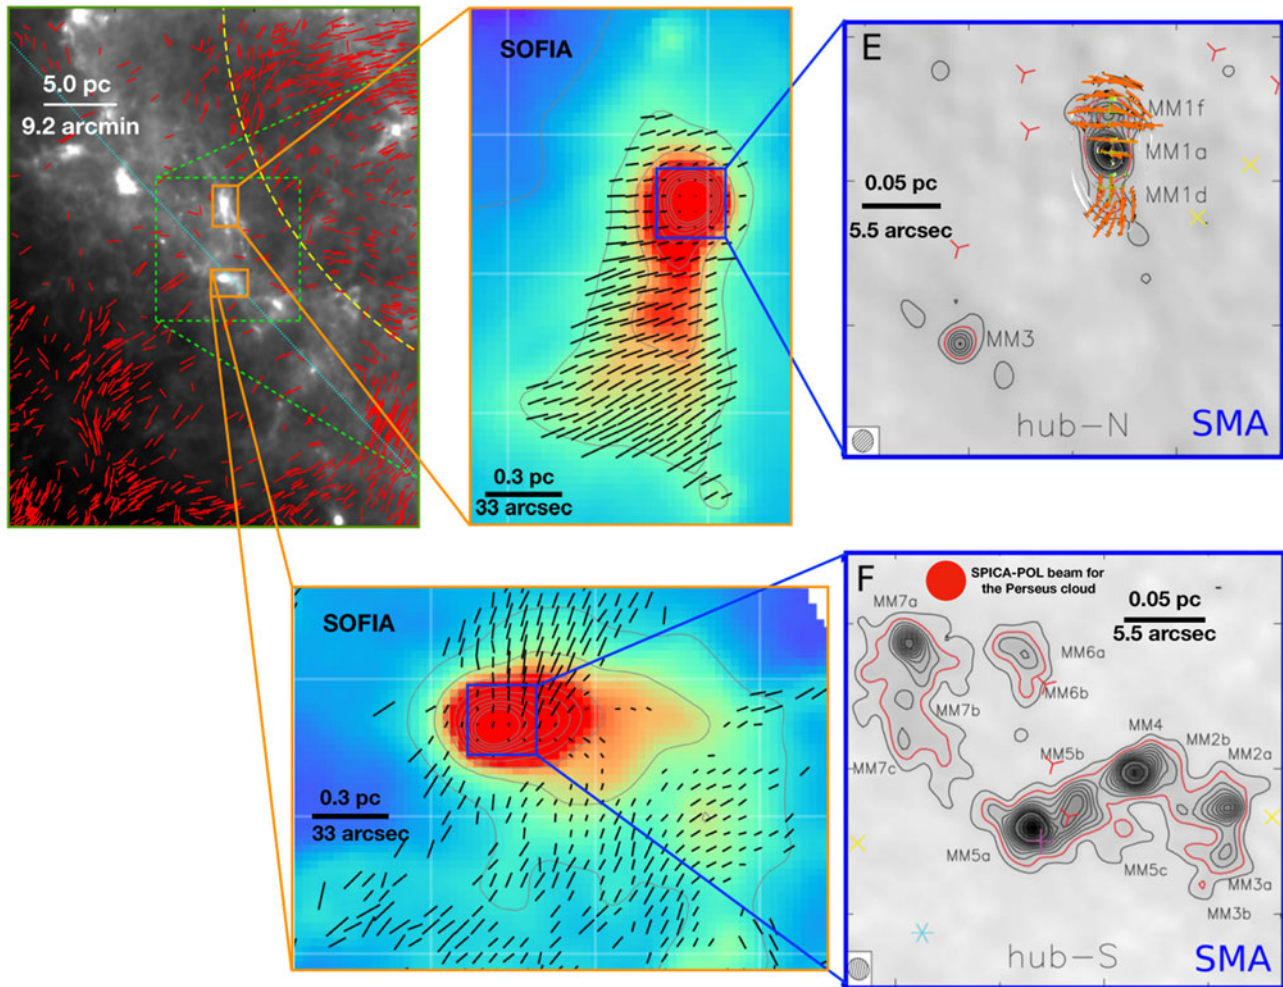 5.0 pc
9.2 arcmin
SOFIA
0.3 pc
33 arcsec
E
MM1f
MM1a
MM1d
0.05 pc
5.5 arcsec
MM3
hub-N
SMA
SOFIA
0.3 pc
33 arcsec
F
SPICA-POL beam for
the Perseus cloud
0.05 pc
5.5 arcsec
MM7a
MM6a
MM6b
MM7b
MM4
MM2b
MM2a
MM5b
MM7c
MM5a
MM5c
MM3a
MM3b
hub-S
SMA